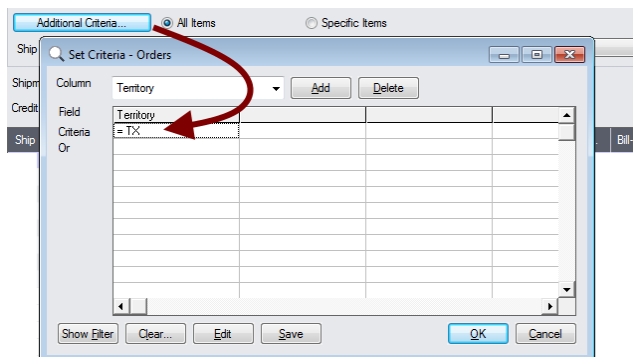 Additional Criteria... All Items Specific Items
Ship
Set Criteria - Orders
Shipm
Column Territory Add Delete
Credit
Field Territory
Criteria = TX
Ship Bill-
Or
Show Filter Clear... Edit Save OK Cancel